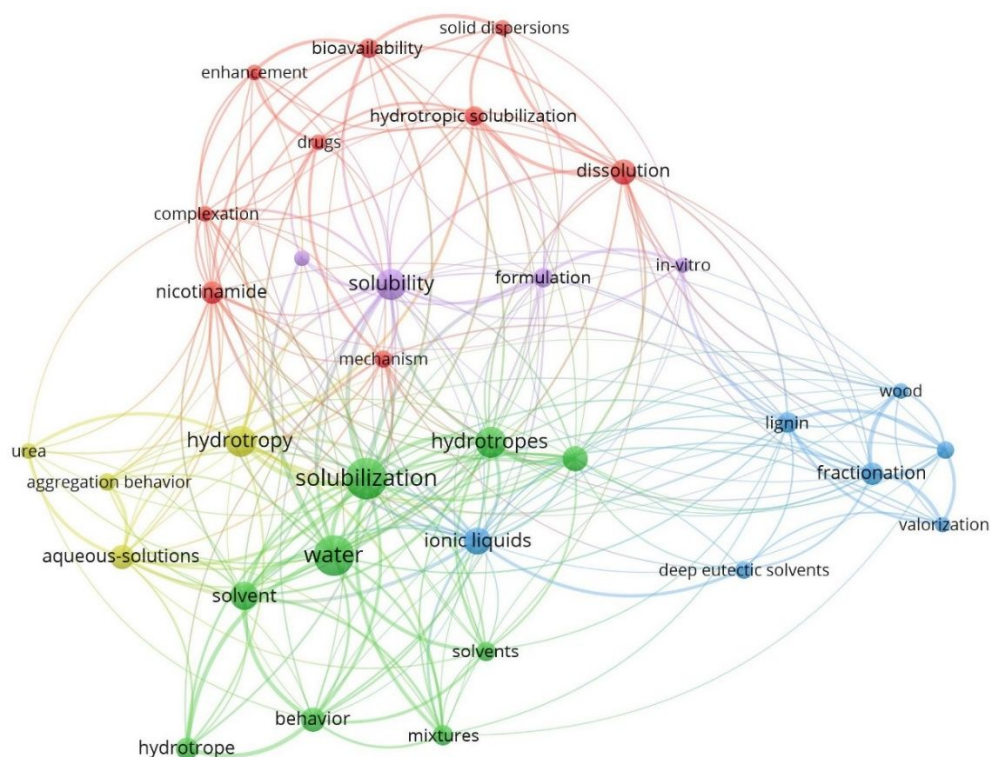 solid dispersions
bioavailability
enhancement
hydrotropic solubilization
drugs
dissolution
complexation
in-vitro
formulation
solubility
nicotinamide
mechanism
wood
lignin
hydrotropy
hydrotropes
urea
fractionation
solubilization
aggregation behavior
valorization
ionic liquids
water
aqueous-solutions
deep eutectic solvents
solvent
solvents
behavior
mixtures
hydrotrope